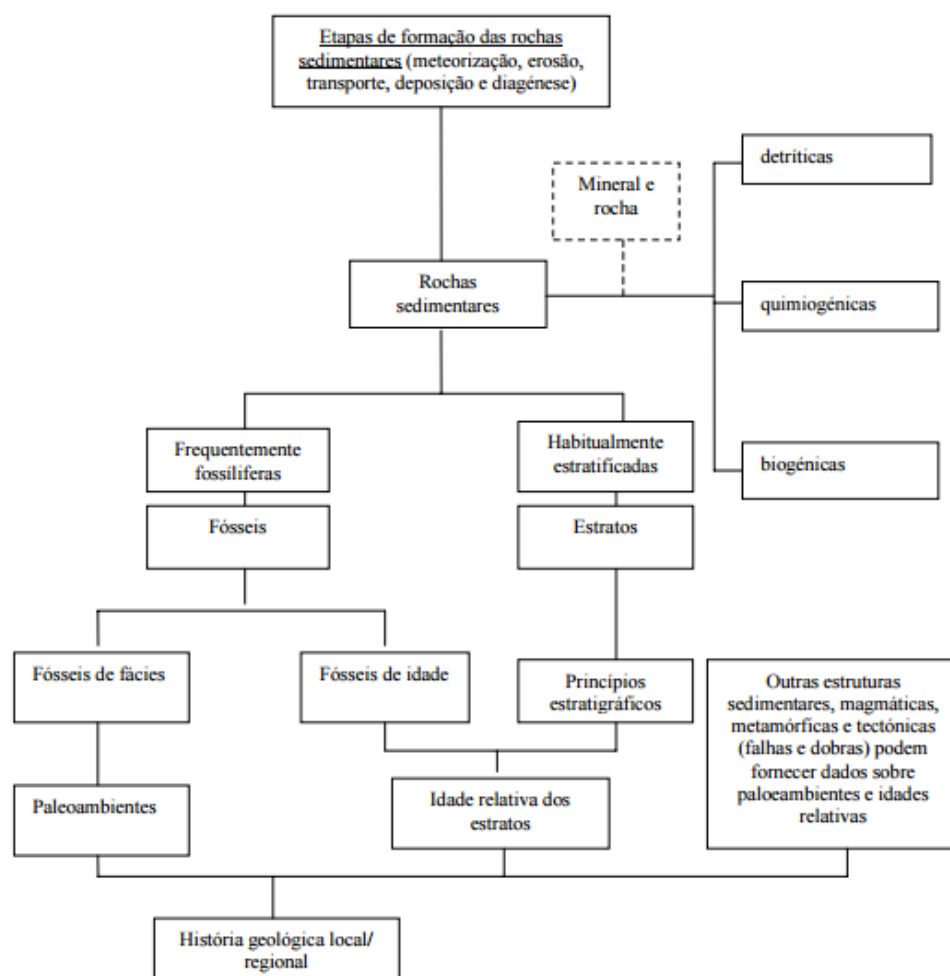 Etapas de formação das rochas
sedimentares (meteorização, erosão,
transporte, deposição e diagénese)
detríticas
Mineral e
rocha
Rochas
sedimentares
quimiogénicas
Frequentemente
fossílíferas
Habitualmente
estratificadas
biogénicas
Fósseis
Estratos
Fósseis de fácies
Fósseis de idade
Princípios
estratigráficos
Outras estruturas
sedimentares, magmáticas,
metamórficas e tectónicas
(falhas e dobras) podem
fornecer dados sobre
paloeambientes e idades
relativas
Paleoambientes
Idade relativa dos
estratos
História geológica local/
regional